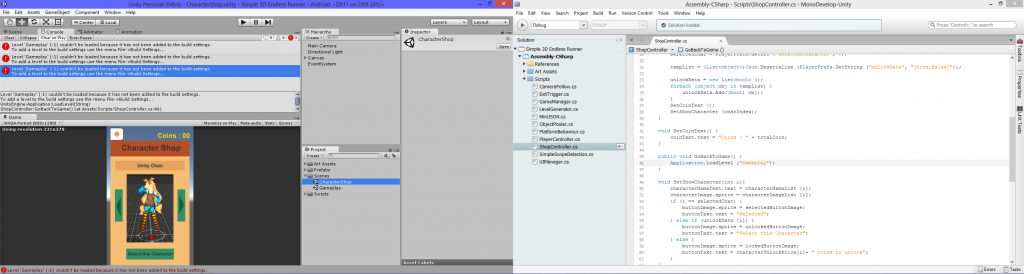 Unity Personal (64bit) - CharacterShop.unity - Simple 3D Endless Runner - Android <DX11 on DX9 GPU>
File Edit Assets GameObject Component Window Help
Center Local
Layers Layout
Scene Console Animator Animation
Clear Collapse Clear on Play Error Pause
Level 'Gameplay' (-1) couldn't be loaded because it has not been added to the build settings.
To add a level to the build settings use the menu File->Build Settings...
Level 'Gameplay' (-1) couldn't be loaded because it has not been added to the build settings.
To add a level to the build settings use the menu File->Build Settings...
Level 'Gameplay' (-1) couldn't be loaded because it has not been added to the build settings.
To add a level to the build settings use the menu File->Build Settings...
Level 'Gameplay' (-1) couldn't be loaded because it has not been added to the build settings.
To add a level to the build settings use the menu File->Build Settings...
UnityEngine.Application:LoadLevel(String)
ShopController:GoBackToGame() (at Assets/Scripts/ShopController.cs:46)
Game
Maximize on Play Mute audio Stats Gizmos
Using resolution 231x370
Coins : 00
Character Shop
Unity Chan
Select this Character
Level 'Gameplay' (-1) couldn't be loaded because it has not been added to the build settings.
Hierarchy
Create
Main Camera
Directional Light
Canvas
EventSystem
Project
Create
Art Assets
Prefabs
Scenes
CharacterShop
Gameplay
Scripts
Inspector
CharacterShop
Open
Asset Labels
Assembly-CSharp - Scripts\ShopController.cs - MonoDevelop-Unity
File Edit View Search Project Build Run Version Control Tools Window Help
Debug
Solution loaded.
Solution
Simple 3D Endless Runner
Assembly-CSharp
References
Art Assets
Scripts
CameraFollow.cs
ExitTrigger.cs
GameManager.cs
LevelGenerator.cs
MiniJSON.cs
ObjectPooler.cs
PlatformBehaviour.cs
PlayerController.cs
ShopController.cs
SimpleSwipeDetection.cs
UIManager.cs
ShopController.cs
ShopController GoBackToGame ()
tempList = (List<object>)Json.Deserialize (PlayerPrefs.GetString ("unlockData", "[true,false]"));
unlockData = new List<bool> ();
foreach (object obj in tempList) {
unlockData.Add((bool) obj);
}
SetCoinText ();
SetShowCharacter (charIndex);
}
void SetCoinText() {
coinText.text = "Coins : " + totalCoin;
}
public void GoBackToGame() {
Application.LoadLevel ("Gameplay");
}
void SetShowCharacter(int i){
characterNameText.text = characterNameList [i];
characterImage.sprite = characterImageList [i];
if (i == selectedChar) {
buttonImage.sprite = selectedButtonImage;
buttonText.text = "Selected";
} else if (unlockData [i]) {
buttonImage.sprite = unlockedButtonImage;
buttonText.text = "Select this Character";
} else {
buttonImage.sprite = lockedButtonImage;
buttonText.text = characterUnlockPrice[i]+ " coins to unlock";
}
Toolbox
Properties
Unit Tests
Errors Tasks